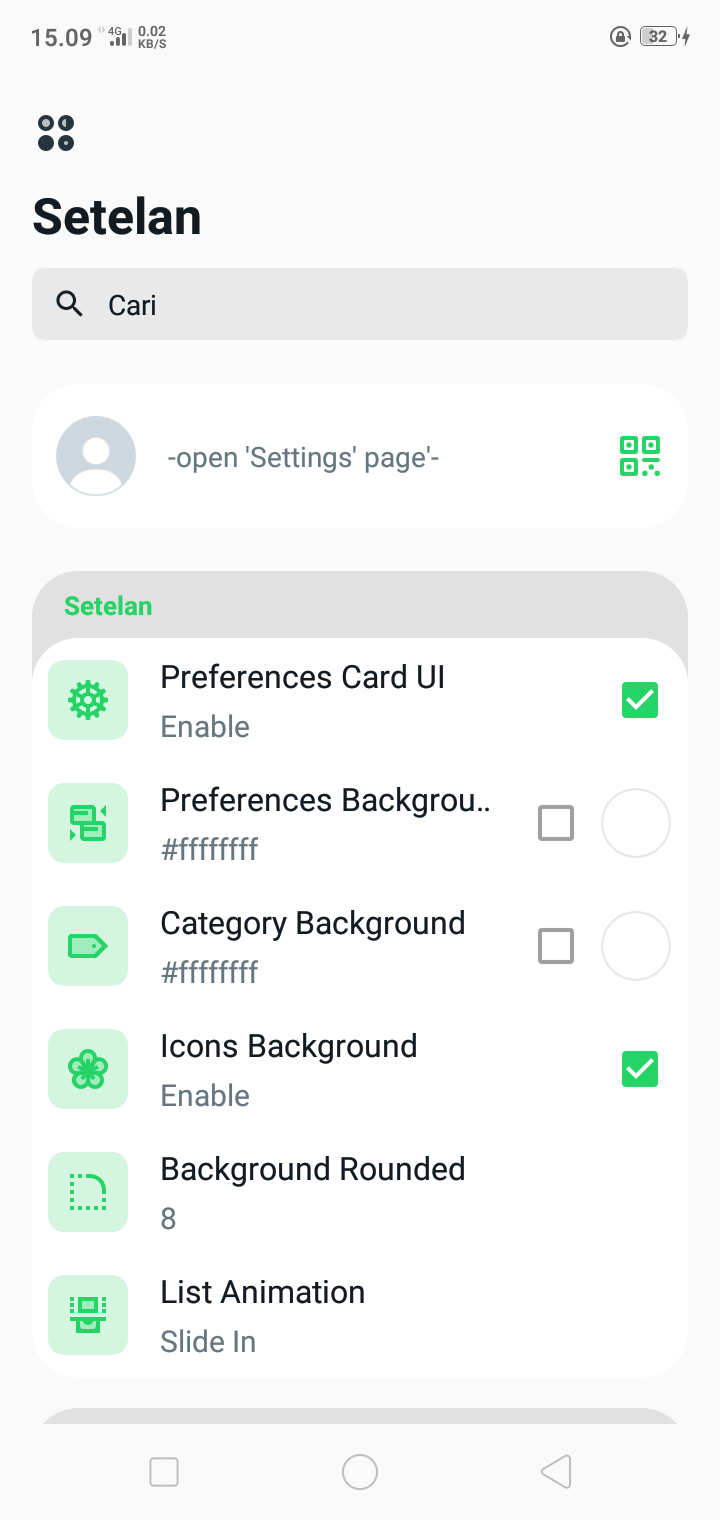 15.09 4G 0.02 KB/S 32
Setelan
Cari
-open 'Settings' page'-
Setelan
Preferences Card UI
Enable
Preferences Backgrou..
#ffffffff
Category Background
#ffffffff
Icons Background
Enable
Background Rounded
8
List Animation
Slide In